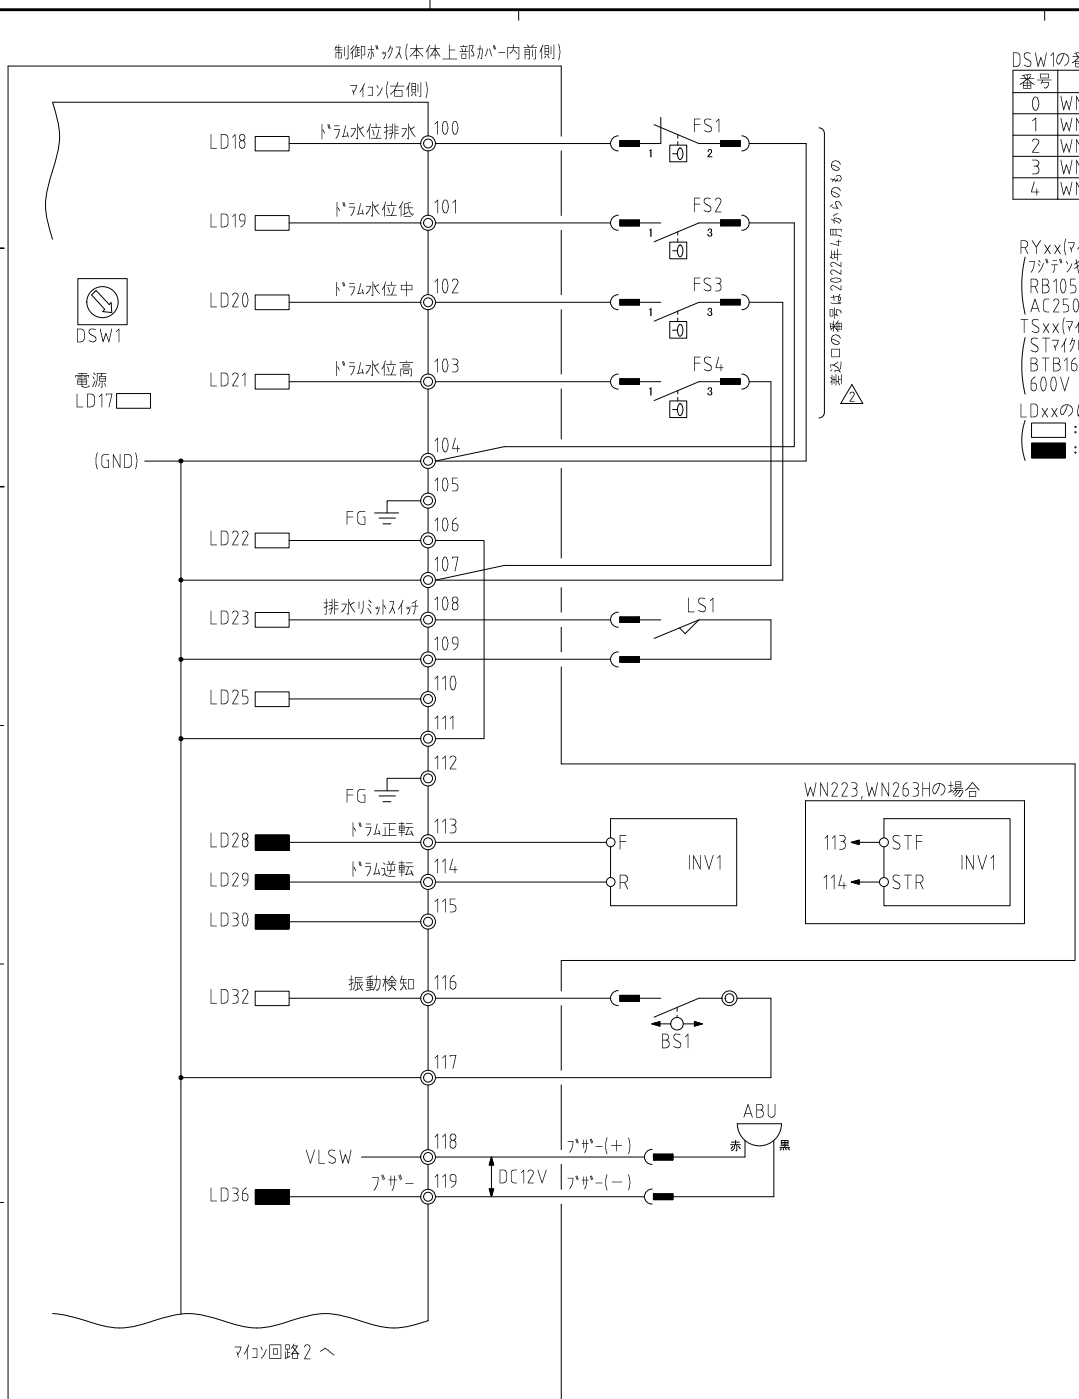 制御ﾎﾞｯｸｽ(本体上部ｶﾊﾞｰ内前側)
ﾏｲｺﾝ(右側)
DSW1の番
番号
0 WN
1 WN
2 WN
3 WN
4 WN
LD18 ﾄﾞﾗﾑ水位排水 100 FS1 1 2
LD19 ﾄﾞﾗﾑ水位低 101 FS2 1 3
LD20 ﾄﾞﾗﾑ水位中 102 FS3 1 3
LD21 ﾄﾞﾗﾑ水位高 103 FS4 1 3
差込口の番号は2022年4月からのもの
2
DSW1
電源
LD17
RYxx(ﾏｲ
(ﾌｼﾞﾃﾞﾝｷ
RB105
AC250
TSxx(ﾏｲ
(STﾏｲｸﾛ
BTB16
600V
LDxxの(
( :
:
(GND) 104
105
FG
LD22 106
107
LD23 排水ﾘﾐｯﾄｽｲｯﾁ 108 LS1
109
LD25 110
111
112
FG
LD28 ﾄﾞﾗﾑ正転 113 F
LD29 ﾄﾞﾗﾑ逆転 114 R
INV1
LD30 115
WN223,WN263Hの場合
113 STF
114 STR
INV1
LD32 振動検知 116
BS1
117
ABU
赤 黒
VLSW 118 ﾌﾞｻﾞｰ(+)
DC12V
LD36 ﾌﾞｻﾞｰ 119 ﾌﾞｻﾞｰ(-)
ﾏｲｺﾝ回路2 へ